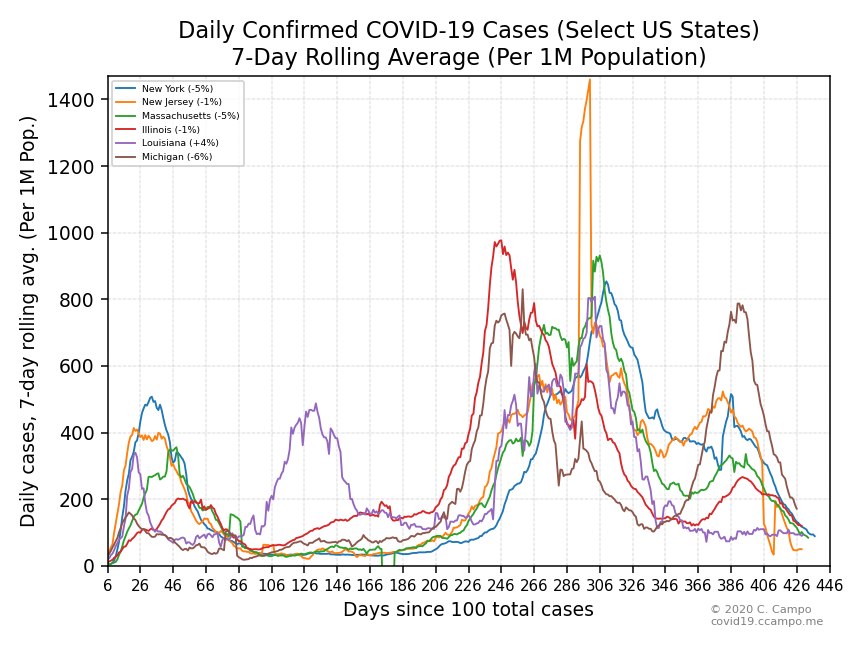 Daily Confirmed COVID-19 Cases (Select US States)
7-Day Rolling Average (Per 1M Population)
Daily cases, 7-day rolling avg. (Per 1M Pop.)
1400
1200
1000
800
600
400
200
0
New York (-5%)
New Jersey (-1%)
Massachusetts (-5%)
Illinois (-1%)
Louisiana (+4%)
Michigan (-6%)
6 26 46 66 86 106 126 146 166 186 206 226 246 266 286 306 326 346 366 386 406 426 446
Days since 100 total cases
© 2020 C. Campo
covid19.ccampo.me